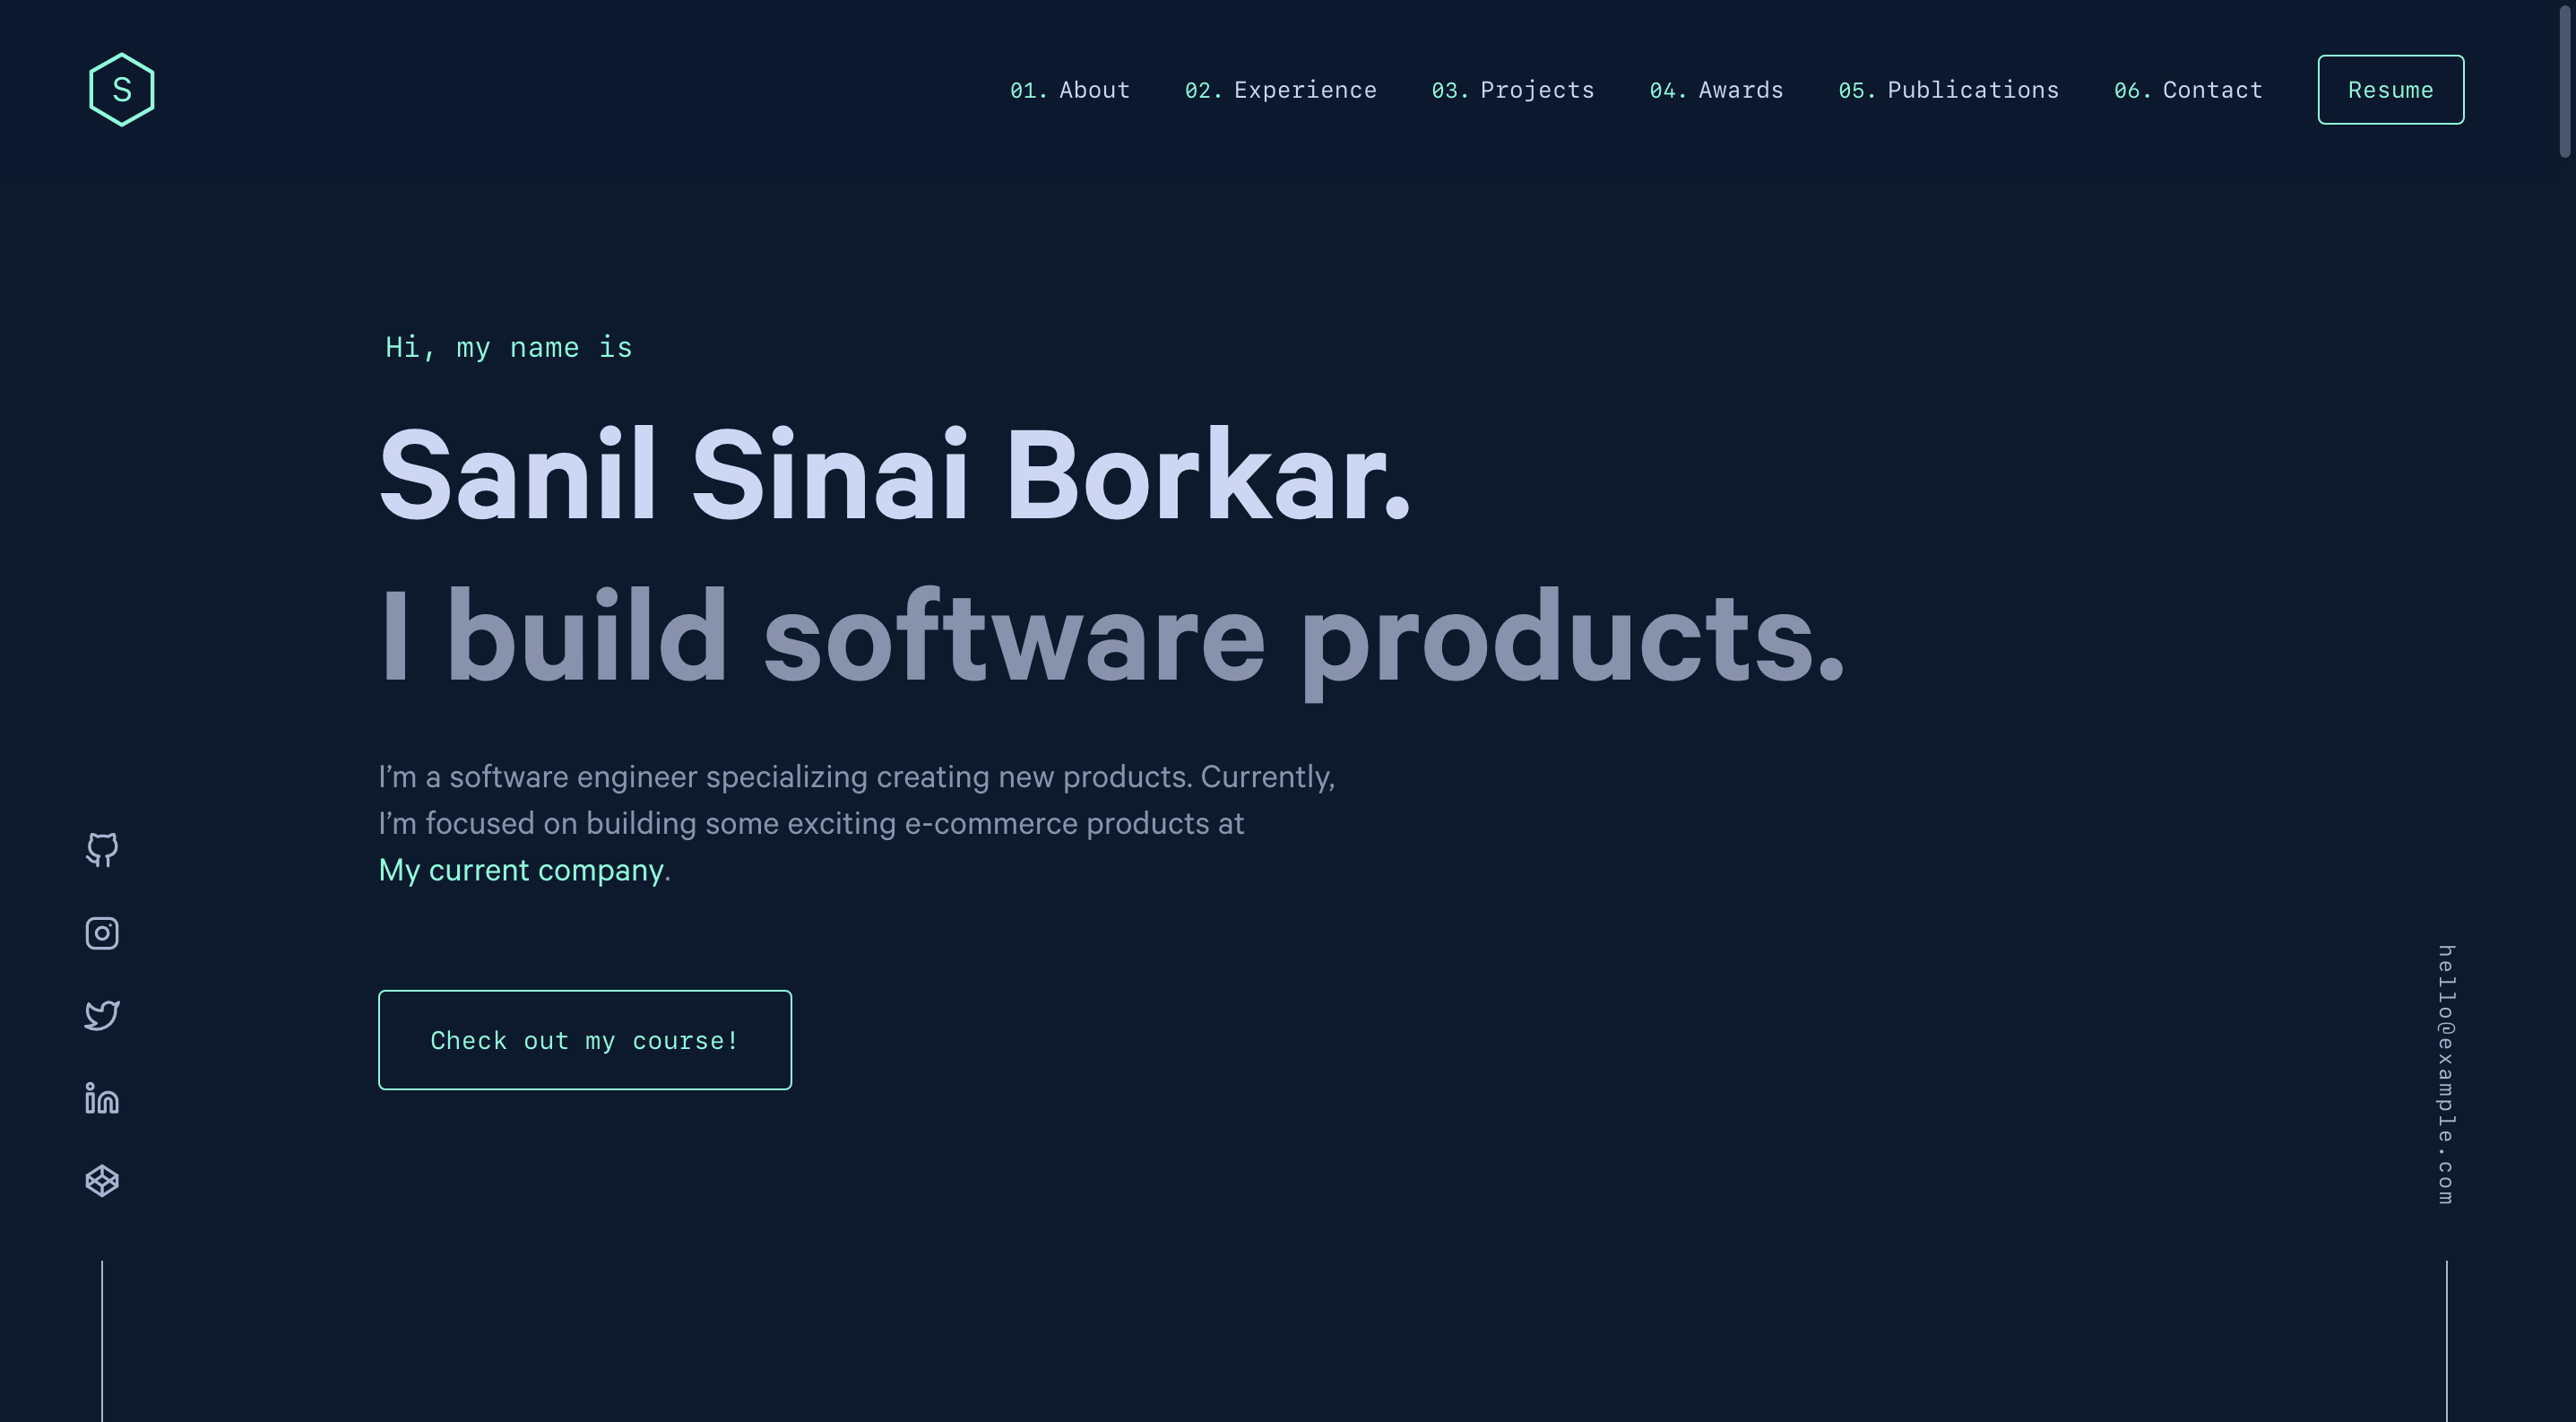 S
01. About 02. Experience 03. Projects 04. Awards 05. Publications 06. Contact Resume
Hi, my name is
Sanil Sinai Borkar.
I build software products.
I’m a software engineer specializing creating new products. Currently,
I’m focused on building some exciting e-commerce products at
My current company.
Check out my course!
hello@example.com